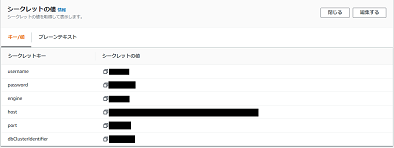 シークレットの値 情報
シークレットの値を取得して表示します。
閉じる
編集する
キー/値
プレーンテキスト
シークレットキー
シークレットの値
username
password
engine
host
port
dbClusterIdentifier